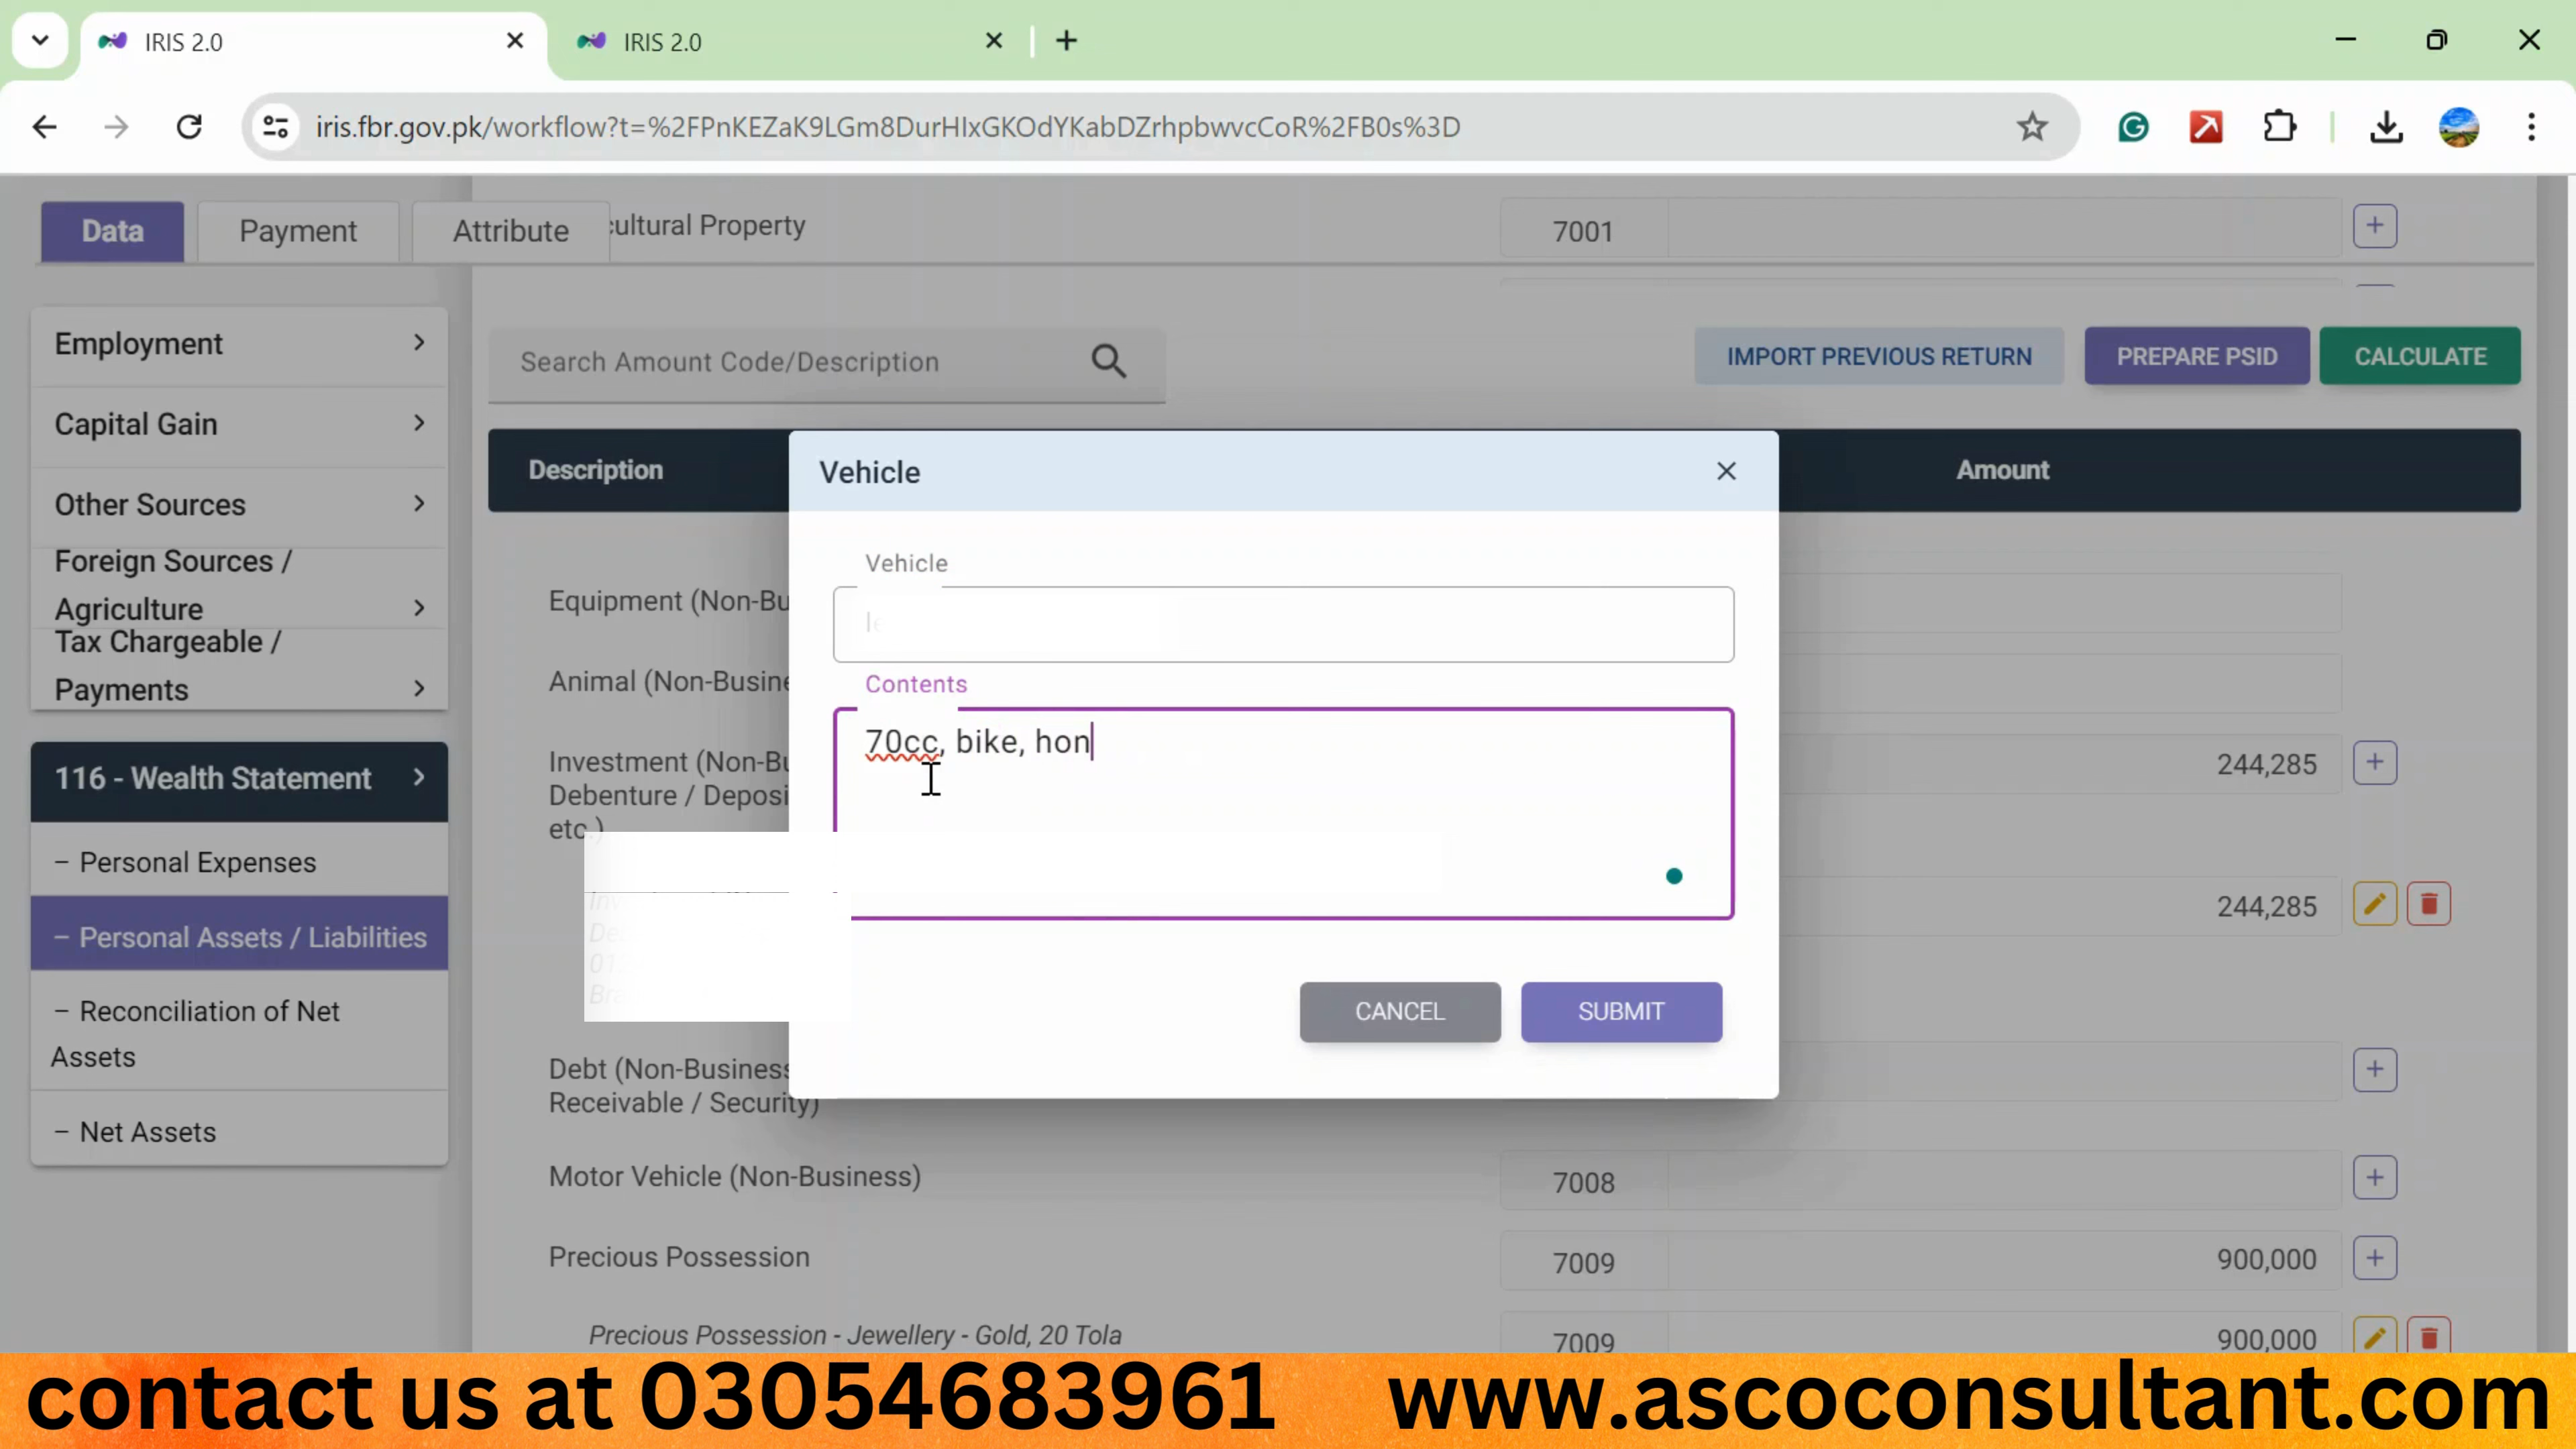 IRIS 2.0
IRIS 2.0
iris.fbr.gov.pk/workflow?t=%2FPnKEZaK9LGm8DurHIxGKOdYKabDZrhpbwvcCoR%2FB0s%3D
Data
Payment
Attribute
cultural Property
7001
Employment
Capital Gain
Other Sources
Foreign Sources /
Agriculture
Tax Chargeable /
Payments
116 - Wealth Statement
– Personal Expenses
– Personal Assets / Liabilities
– Reconciliation of Net
Assets
– Net Assets
Search Amount Code/Description
IMPORT PREVIOUS RETURN
PREPARE PSID
CALCULATE
Description
Amount
Equipment (Non-Bu
Animal (Non-Busine
Investment (Non-Bu
Debenture / Deposi
etc.)
244,285
244,285
Vehicle
Vehicle
Contents
70cc, bike, hon
CANCEL
SUBMIT
Debt (Non-Business
Receivable / Security)
Motor Vehicle (Non-Business)
7008
Precious Possession
7009
900,000
Precious Possession - Jewellery - Gold, 20 Tola
7009
900,000
contact us at 03054683961
www.ascoconsultant.com